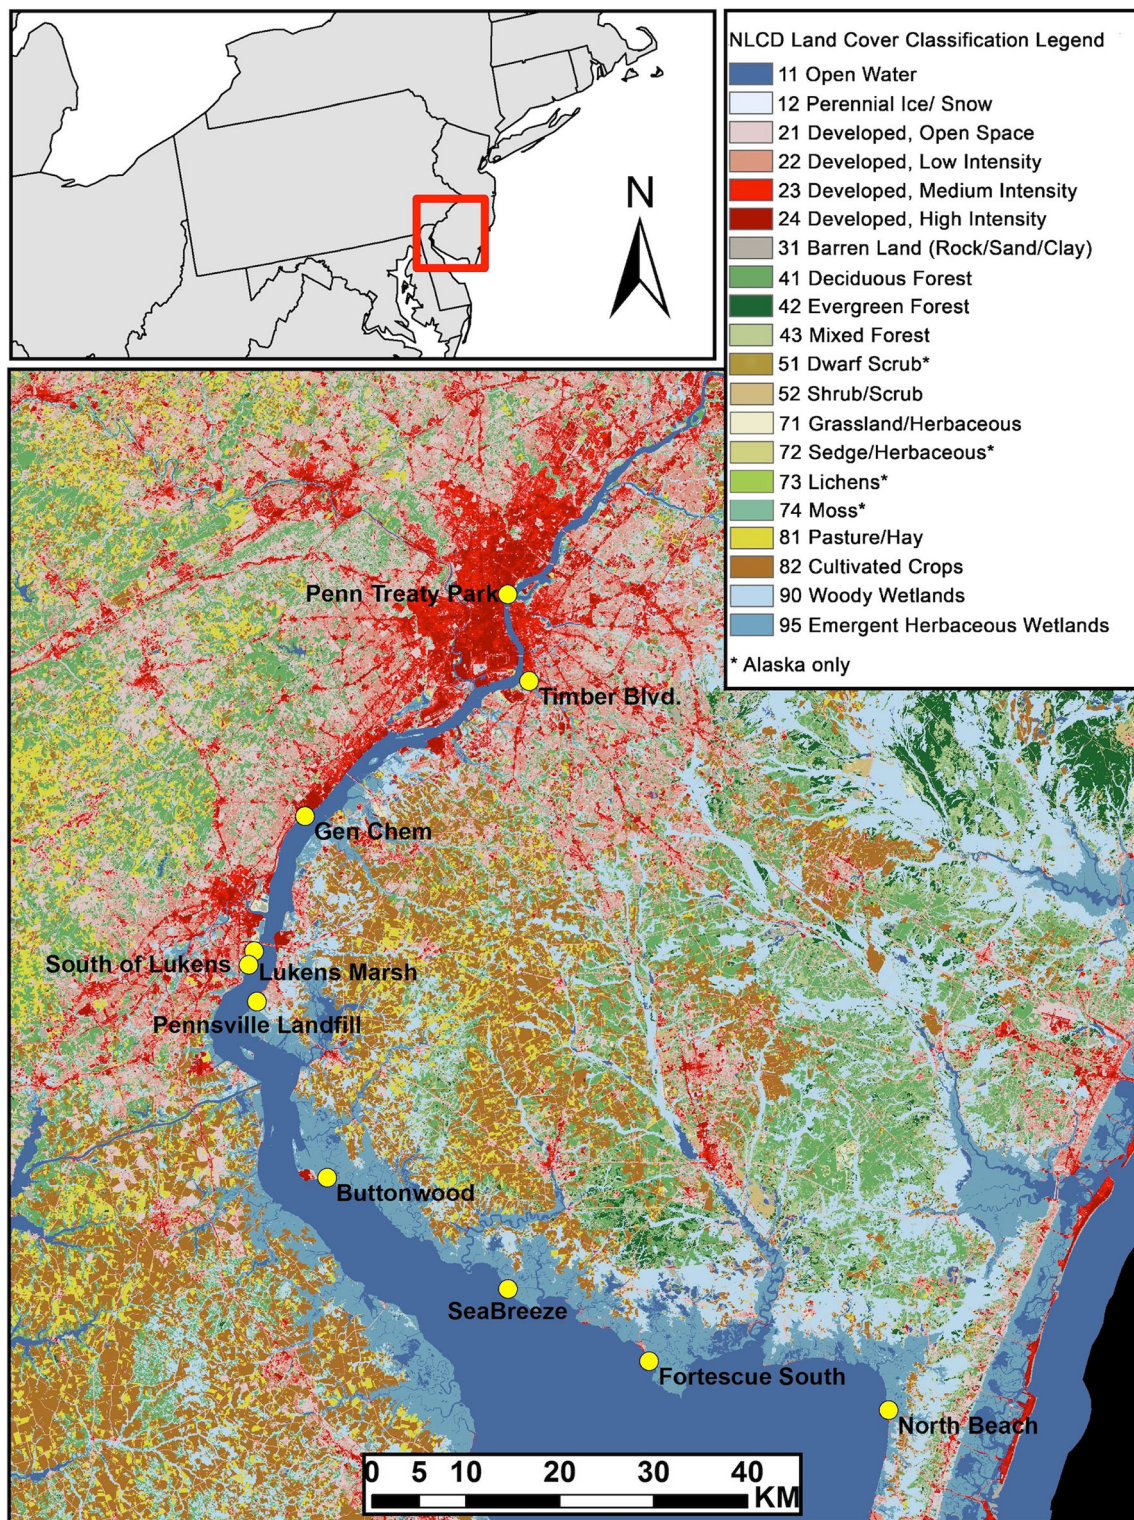 N
NLCD Land Cover Classification Legend
11 Open Water
12 Perennial Ice/ Snow
21 Developed, Open Space
22 Developed, Low Intensity
23 Developed, Medium Intensity
24 Developed, High Intensity
31 Barren Land (Rock/Sand/Clay)
41 Deciduous Forest
42 Evergreen Forest
43 Mixed Forest
51 Dwarf Scrub*
52 Shrub/Scrub
71 Grassland/Herbaceous
72 Sedge/Herbaceous*
73 Lichens*
74 Moss*
81 Pasture/Hay
82 Cultivated Crops
90 Woody Wetlands
95 Emergent Herbaceous Wetlands
* Alaska only
Penn Treaty Park
Timber Blvd.
Gen Chem
South of Lukens
Lukens Marsh
Pennsville Landfill
Buttonwood
SeaBreeze
Fortescue South
North Beach
0 5 10 20 30 40
KM